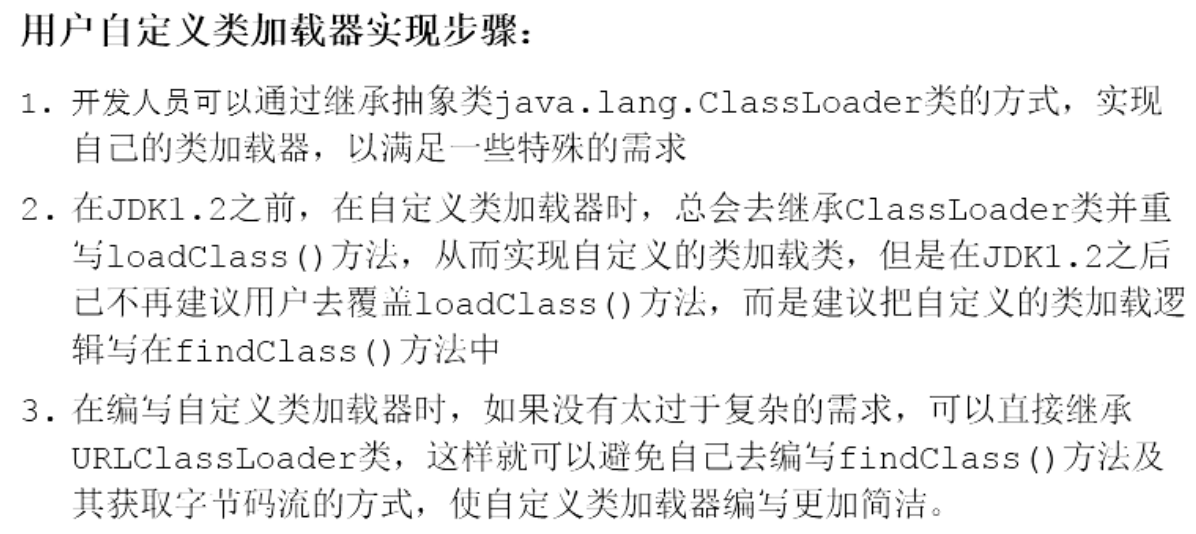 用户自定义类加载器实现步骤：
1. 开发人员可以通过继承抽象类java.lang.ClassLoader类的方式，实现
自己的类加载器，以满足一些特殊的需求
2. 在JDK1.2之前，在自定义类加载器时，总会去继承ClassLoader类并重
写loadClass()方法，从而实现自定义的类加载类，但是在JDK1.2之后
已不再建议用户去覆盖loadClass()方法，而是建议把自定义的类加载逻
辑写在findClass()方法中
3. 在编写自定义类加载器时，如果没有太过于复杂的需求，可以直接继承
URLClassLoader类，这样就可以避免自己去编写findClass()方法及
其获取字节码流的方式，使自定义类加载器编写更加简洁。